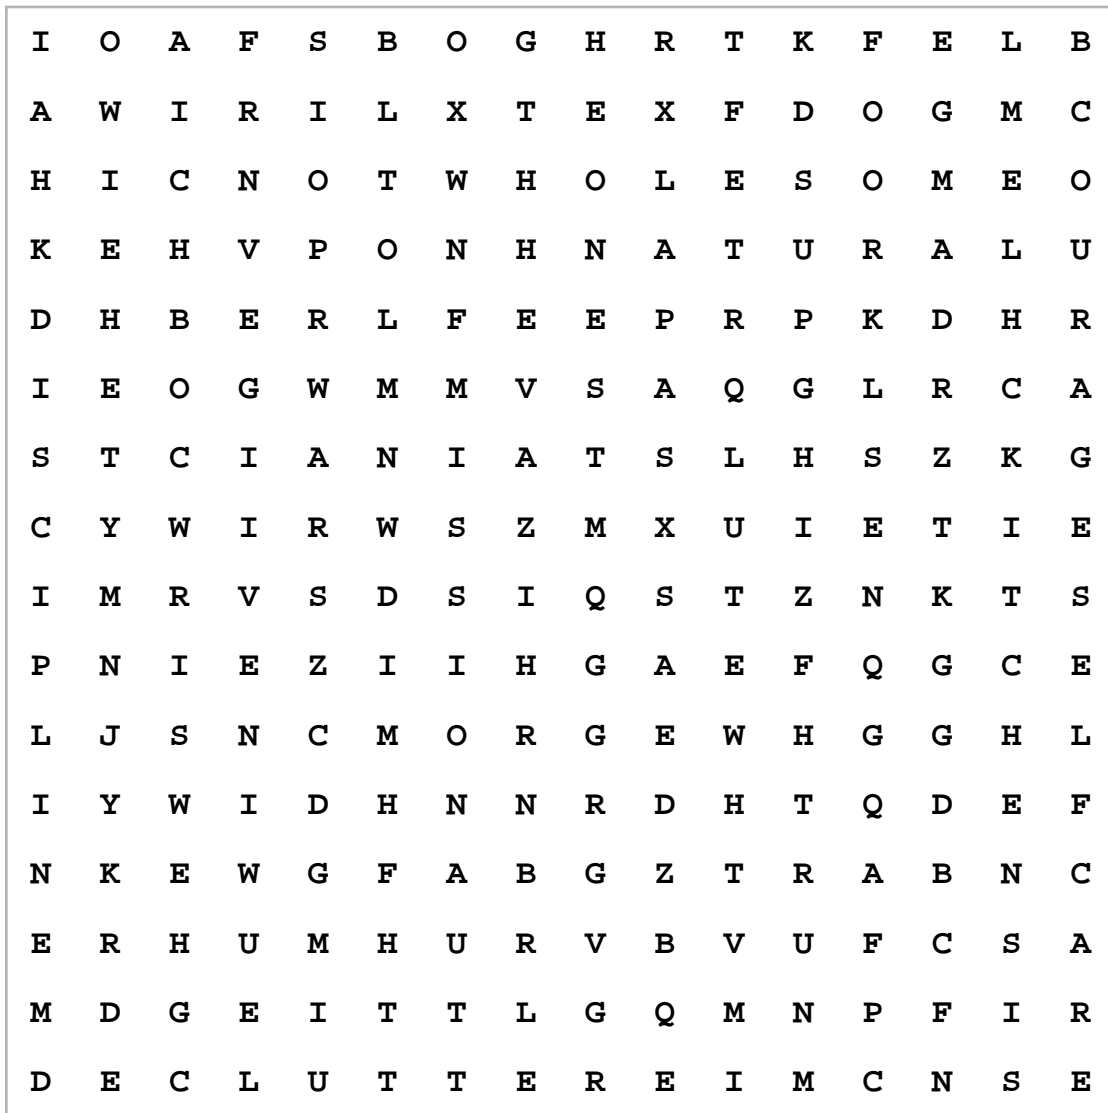 I O A F S B O G H R T K F E L B
A W I R I L X T E X F D O G M C
H I C N O T W H O L E S O M E O
K E H V P O N H N A T U R A L U
D H B E R L F E E P R P K D H R
I E O G W M M V S A Q G L R C A
S T C I A N I A T S L H S Z K G
C Y W I R W S Z M X U I E T I E
I M R V S D S I Q S T Z N K T S
P N I E Z I I H G A E F Q G C E
L J S N C M O R G E W H G G H L
I Y W I D H N N R D H T Q D E F
N K E W G F A B G Z T R A B N C
E R H U M H U R V B V U F C S A
M D G E I T T L G Q M N P F I R
D E C L U T T E R E I M C N S E